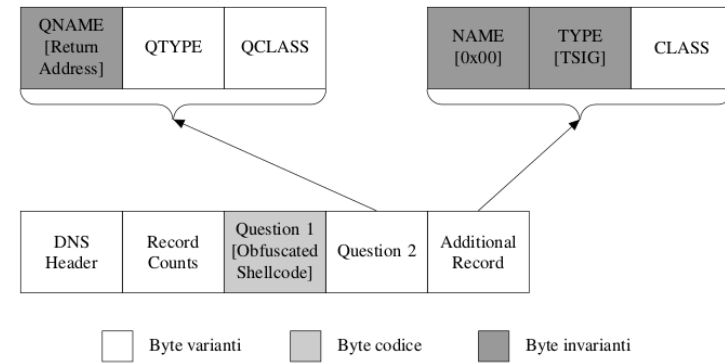 QNAME
[Return
Address]
QTYPE
QCLASS
NAME
[0x00]
TYPE
[TSIG]
CLASS
DNS
Header
Record
Counts
Question 1
[Obfuscated
Shellcode]
Question 2
Additional
Record
Byte varianti
Byte codice
Byte invarianti